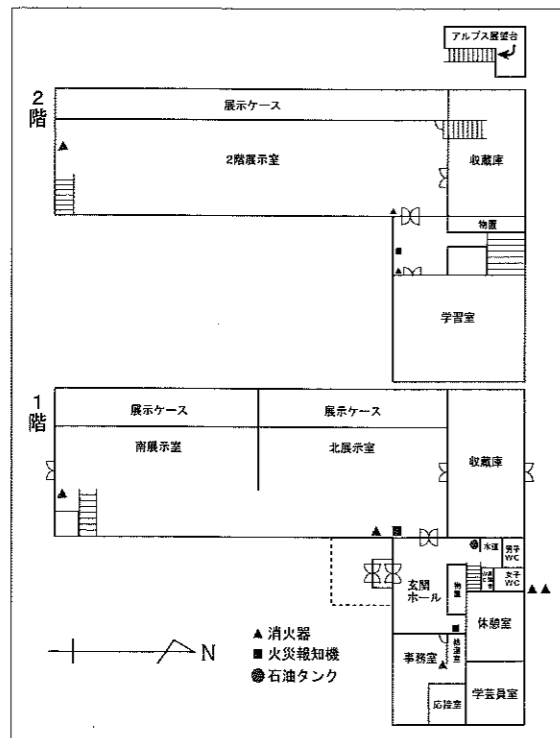 アルプス展望台
2階
展示ケース
2階展示室
収蔵庫
物置
学習室
1階
展示ケース
展示ケース
南展示室
北展示室
収蔵庫
水道
男子
WC
女子
WC
玄関
ホール
物置
休憩室
事務室
応接室
学芸員室
▲消火器
■火災報知機
石油タンク
N